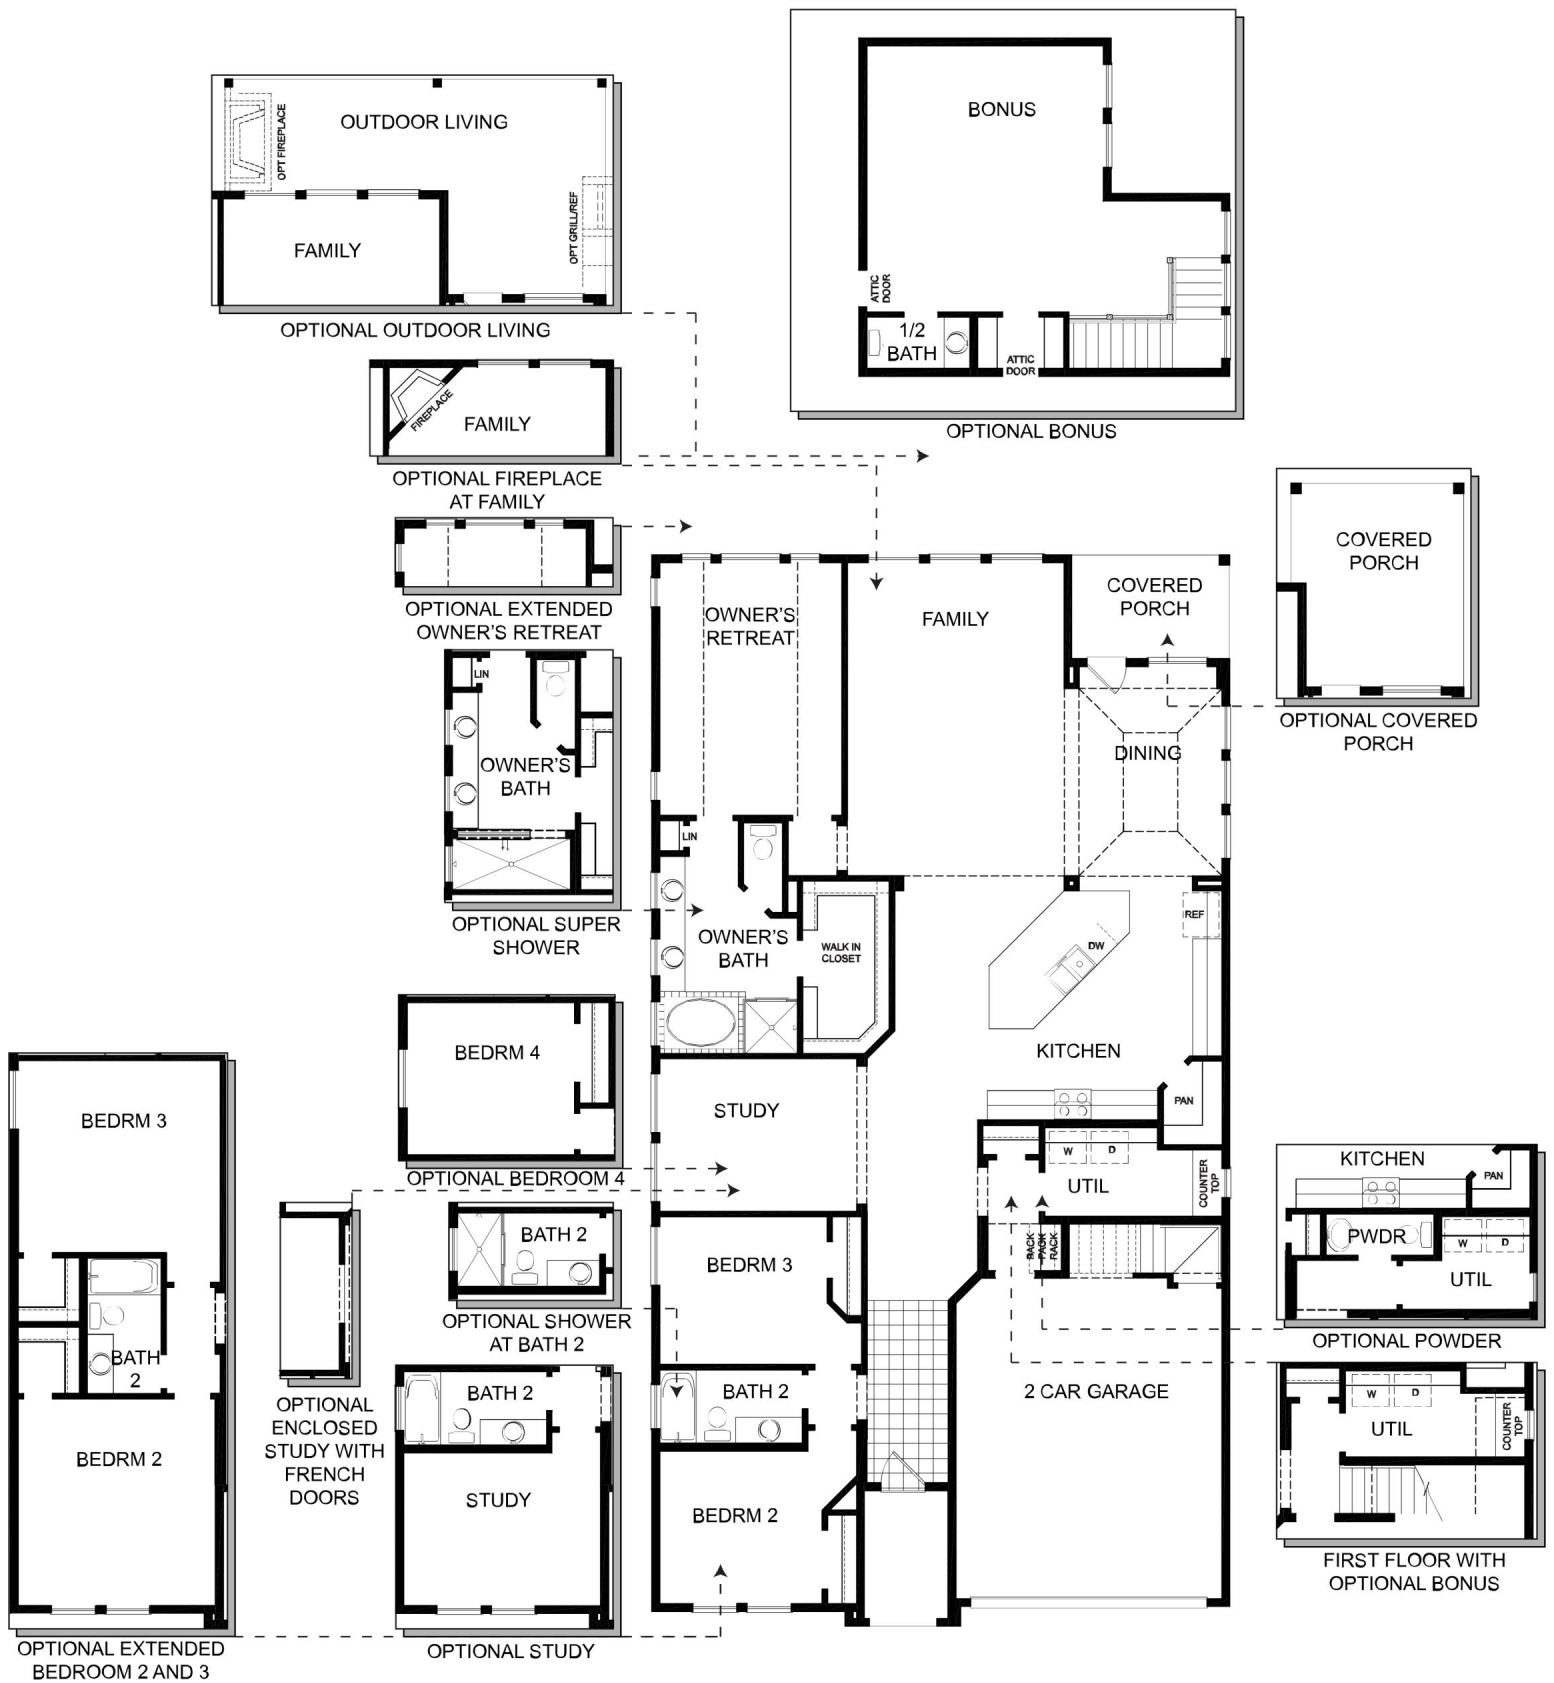 BONUS
ATTIC
DOOR
1/2
BATH
ATTIC
DOOR
OPTIONAL BONUS
OUTDOOR LIVING
OPT FIREPLACE
OPT GRILL/REF
FAMILY
OPTIONAL OUTDOOR LIVING
FIREPLACE
FAMILY
OPTIONAL FIREPLACE
AT FAMILY
OPTIONAL EXTENDED
OWNER'S RETREAT
LIN
OWNER'S
BATH
OPTIONAL SUPER
SHOWER
COVERED
PORCH
OPTIONAL COVERED
PORCH
OWNER'S
RETREAT
FAMILY
COVERED
PORCH
DINING
LIN
OWNER'S
BATH
WALK IN
CLOSET
REF
DW
KITCHEN
PAN
STUDY
W
D
UTIL
COUNTER
TOP
BACK
PACK
RACK
BEDRM 3
BATH 2
2 CAR GARAGE
BEDRM 2
BEDRM 4
OPTIONAL BEDROOM 4
BATH 2
OPTIONAL SHOWER
AT BATH 2
OPTIONAL
ENCLOSED
STUDY WITH
FRENCH
DOORS
BATH 2
STUDY
OPTIONAL STUDY
BEDRM 3
BATH
2
BEDRM 2
OPTIONAL EXTENDED
BEDROOM 2 AND 3
KITCHEN
PAN
PWDR
W
D
UTIL
OPTIONAL POWDER
W
D
UTIL
COUNTER
TOP
FIRST FLOOR WITH
OPTIONAL BONUS